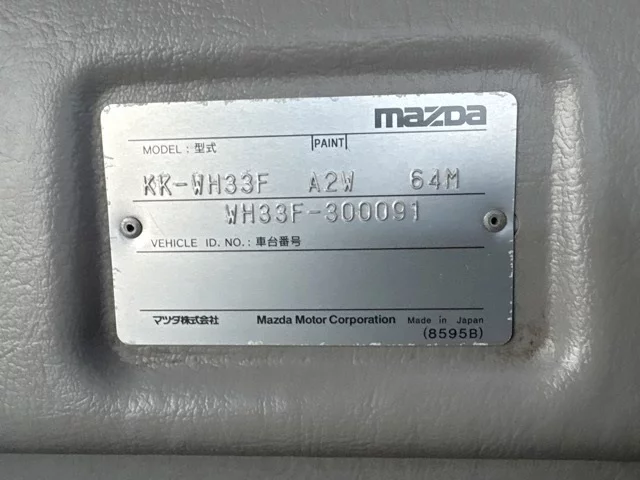 mazda
MODEL : 型式 PAINT
KK-WH33F A2W 64M
WH33F-300091
VEHICLE ID. NO. : 車台番号
マツダ株式会社 Mazda Motor Corporation Made in Japan
(8595B)